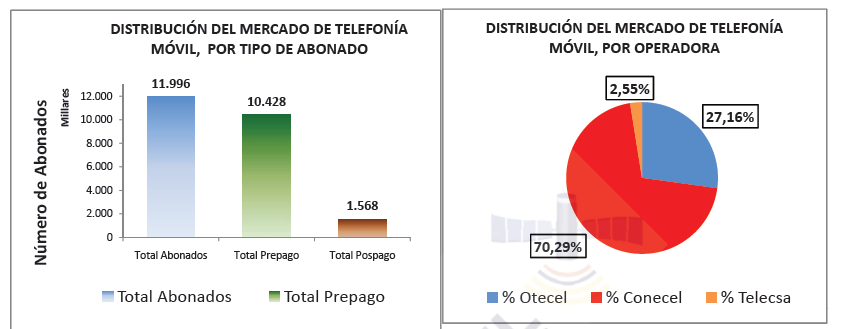 DISTRIBUCIÓN DEL MERCADO DE TELEFONÍA
MÓVIL, POR TIPO DE ABONADO
Número de Abonados
Millares
12.000
10.000
8.000
6.000
4.000
2.000
0
11.996
10.428
1.568
Total Abonados
Total Prepago
Total Pospago
Total Abonados
Total Prepago
DISTRIBUCIÓN DEL MERCADO DE TELEFONÍA
MÓVIL, POR OPERADORA
2,55%
27,16%
70,29%
% Otecel
% Conecel
% Telecsa